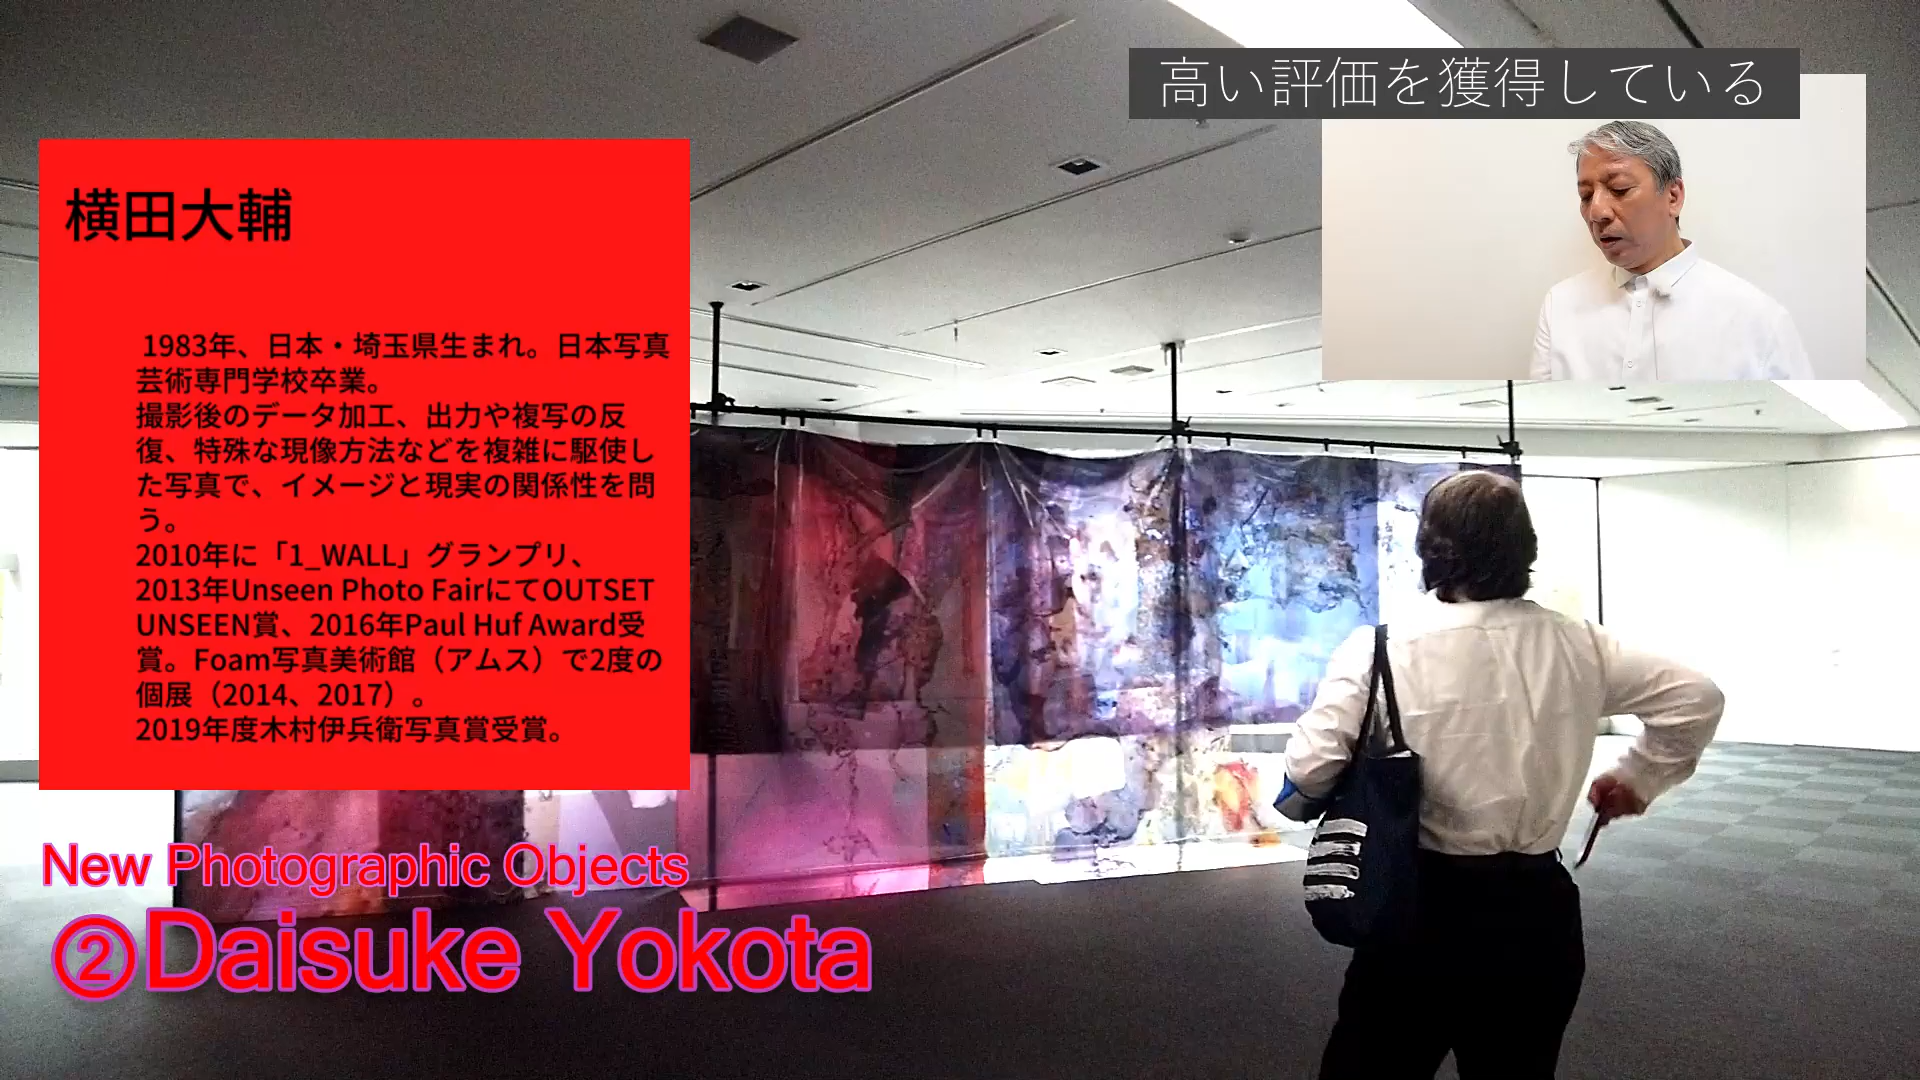 高い評価を獲得している
横田大輔
1983年、日本・埼玉県生まれ。日本写真
芸術専門学校卒業。
撮影後のデータ加工、出力や複写の反
復、特殊な現像方法などを複雑に駆使し
た写真で、イメージと現実の関係性を問
う。
2010年に「1_WALL」グランプリ、
2013年Unseen Photo FairにてOUTSET
UNSEEN賞、2016年Paul Huf Award受
賞。Foam写真美術館（アムス）で2度の
個展（2014、2017）。
2019年度木村伊兵衛写真賞受賞。
New Photographic Objects
②Daisuke Yokota